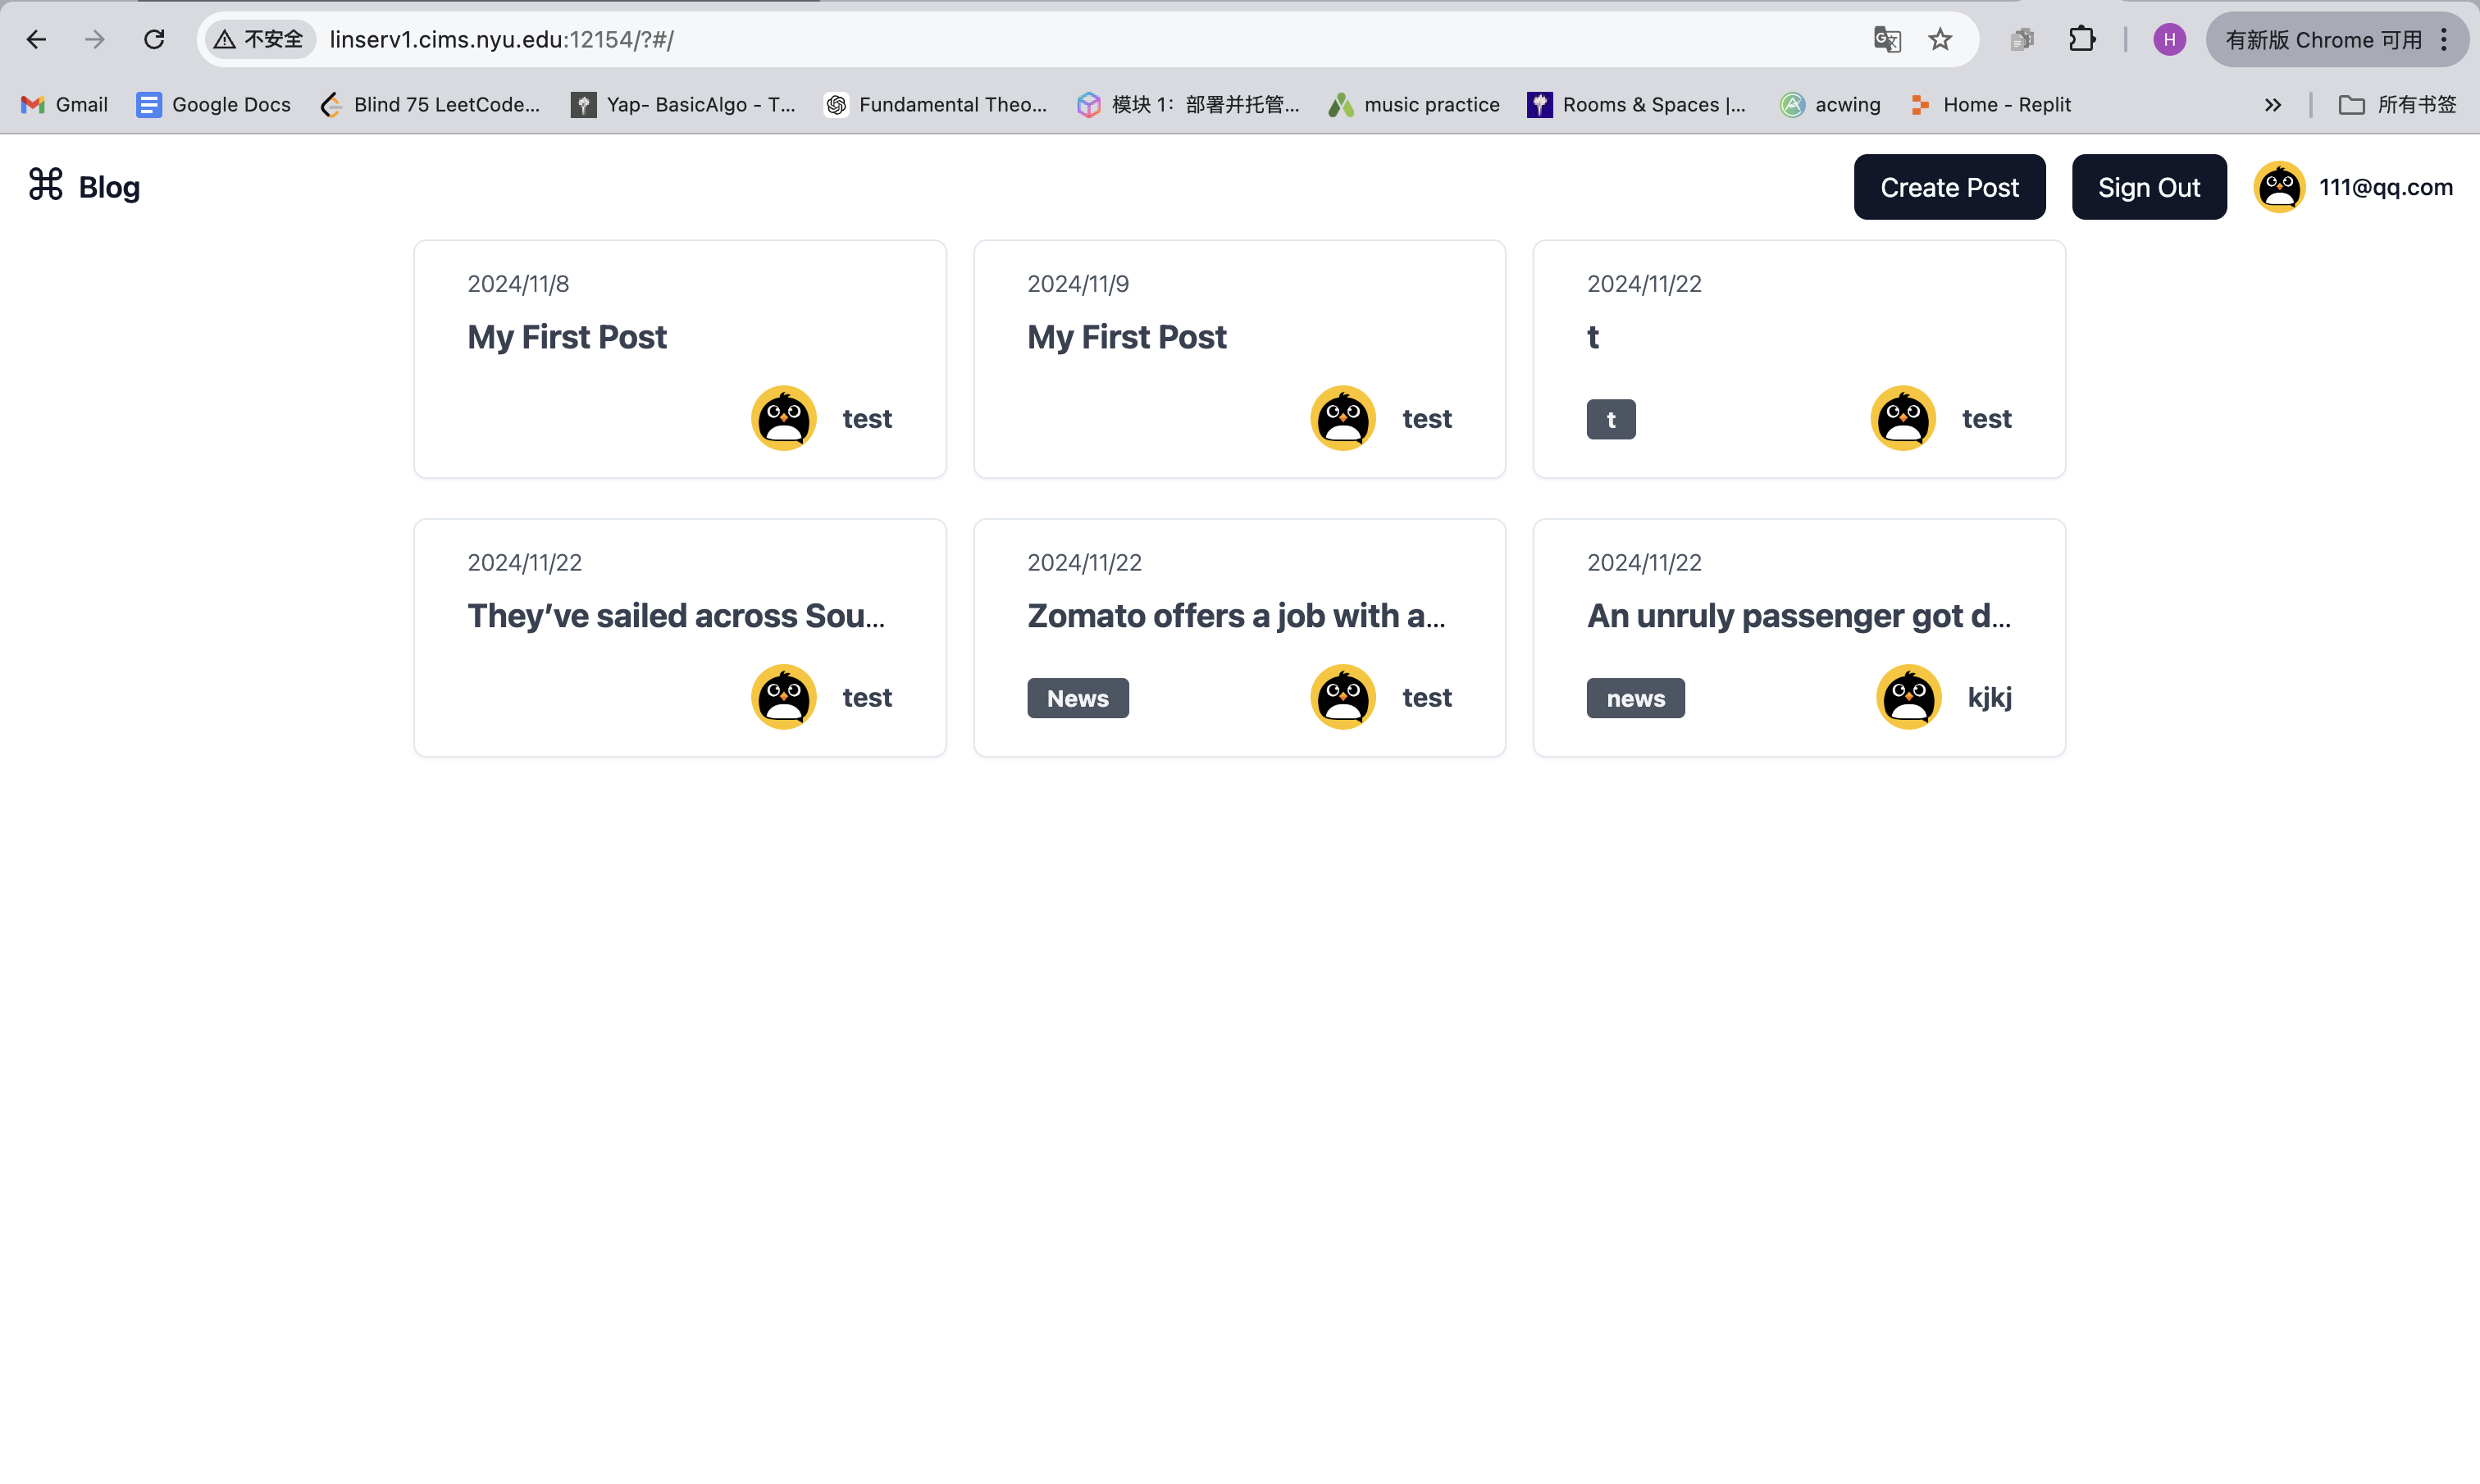 不安全 linserv1.cims.nyu.edu:12154/?#/ H 有新版 Chrome 可用
Gmail Google Docs Blind 75 LeetCode... Yap- BasicAlgo - T... Fundamental Theo... 模块 1：部署并托管... music practice Rooms & Spaces |... acwing Home - Replit » 所有书签
⌘ Blog Create Post Sign Out 111@qq.com
2024/11/8
My First Post
test
2024/11/9
My First Post
test
2024/11/22
t
t test
2024/11/22
They’ve sailed across Sou...
test
2024/11/22
Zomato offers a job with a...
News test
2024/11/22
An unruly passenger got d...
news kjkj